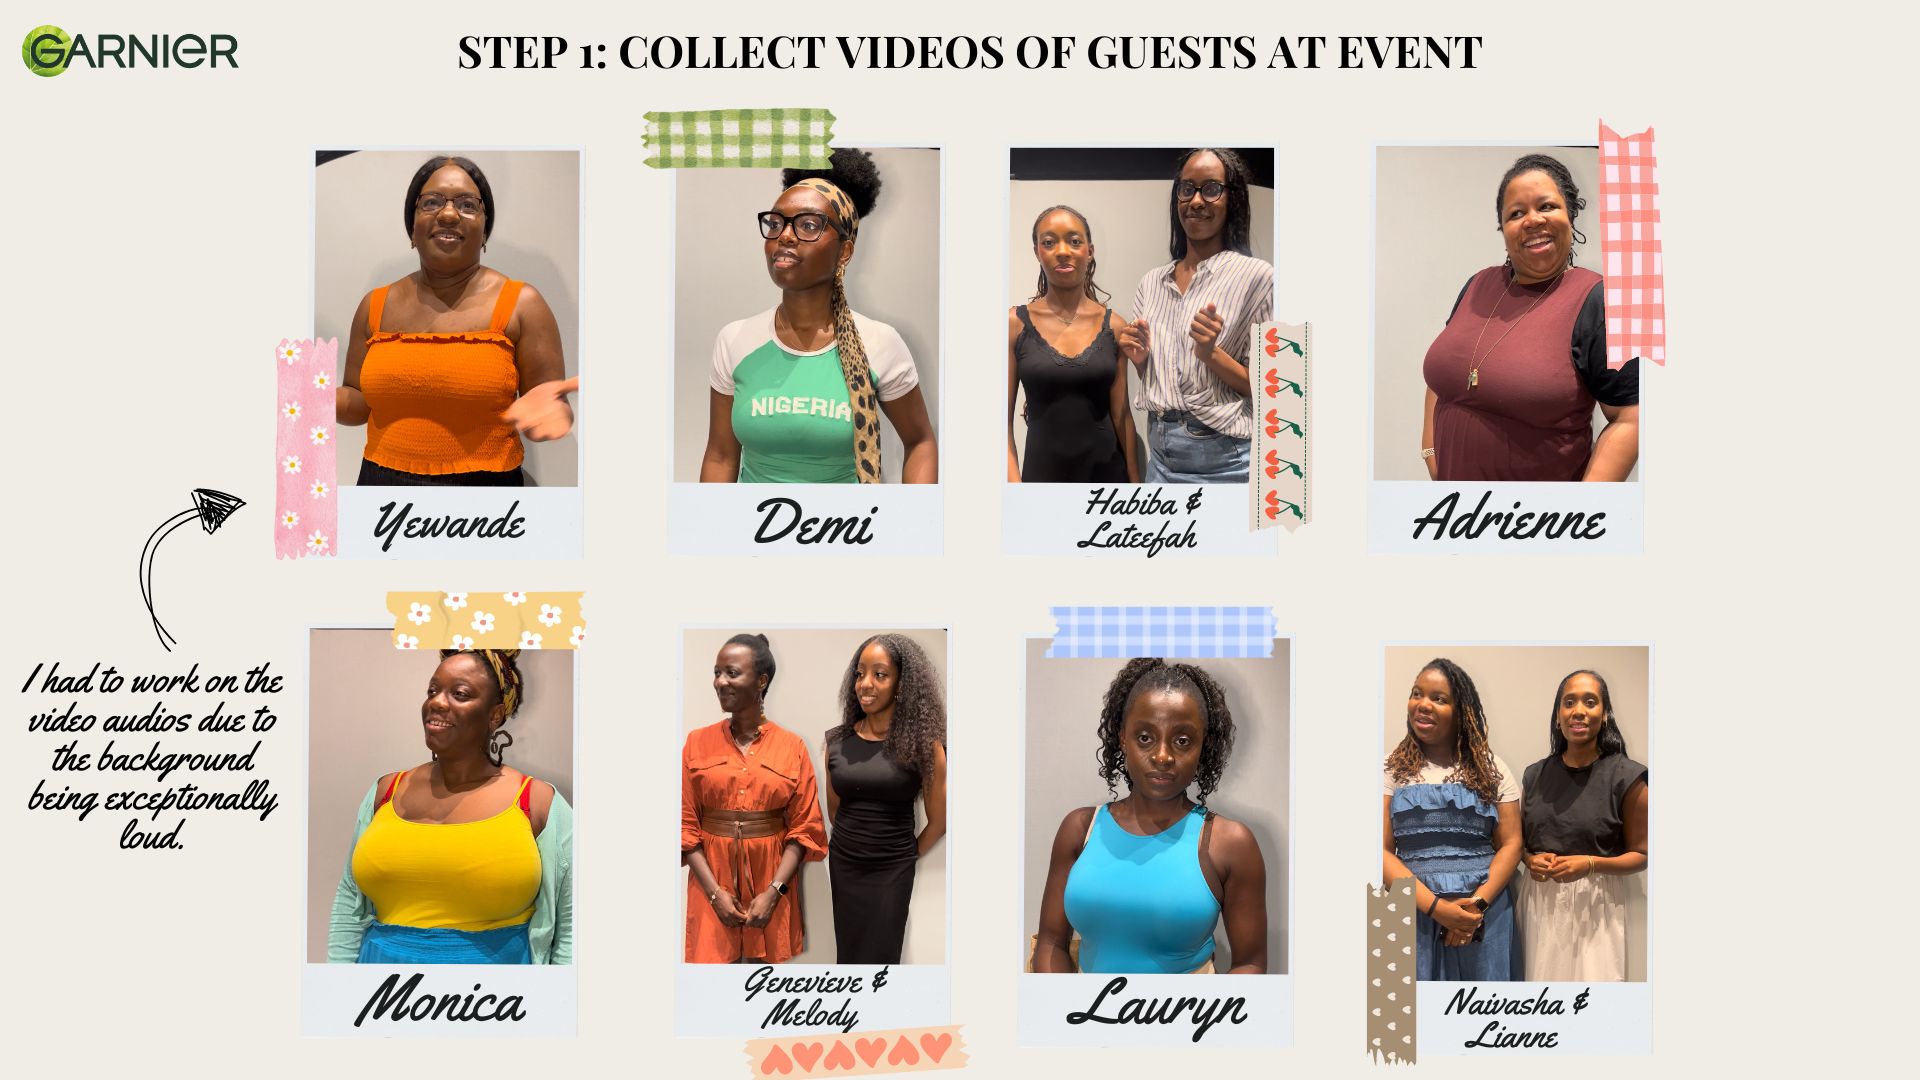 GARNIER
STEP 1: COLLECT VIDEOS OF GUESTS AT EVENT
NIGERIA
Yewande
Demi
Habiba &
Lateefah
Adrienne
I had to work on the
video audios due to
the background
being exceptionally
loud.
Monica
Genevieve &
Melody
Lauryn
Naivasha &
Lianne